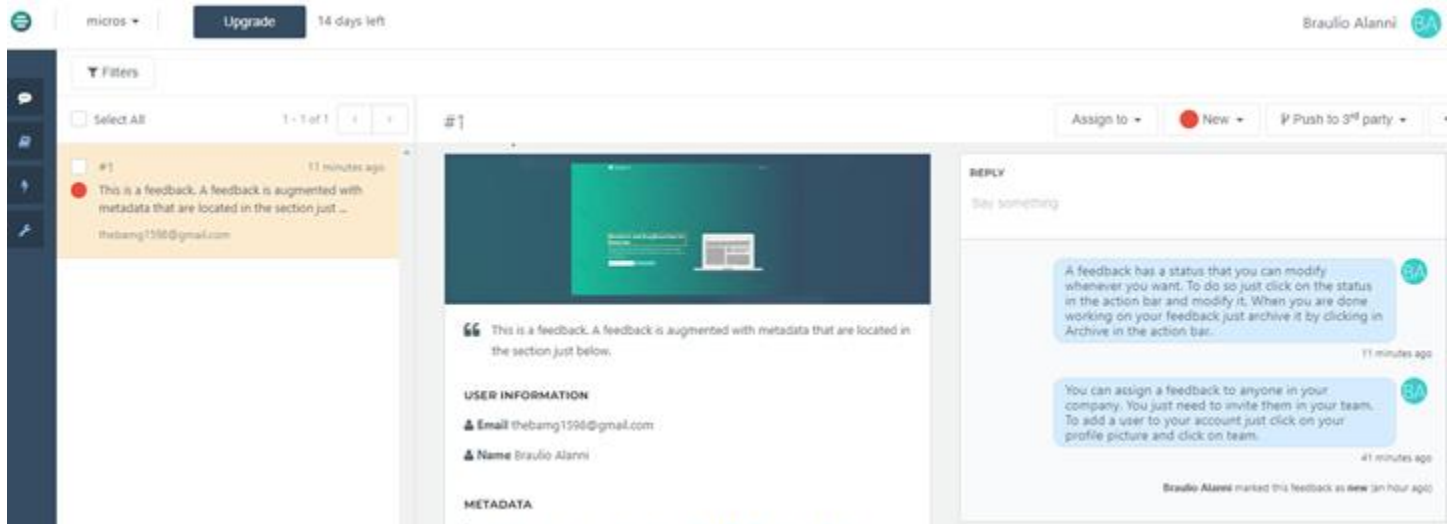 micros
Upgrade
14 days left
Braulio Alanni
BA
Filters
Select All
1 - 1 of 1
#1
Assign to
New
Push to 3rd party
#1
11 minutes ago
This is a feedback. A feedback is augmented with
metadata that are located in the section just ...
thebamg1598@gmail.com
This is a feedback. A feedback is augmented with metadata that are located in
the section just below.
USER INFORMATION
Email thebamg1598@gmail.com
Name Braulio Alanni
METADATA
REPLY
Say something
A feedback has a status that you can modify
whenever you want. To do so just click on the status
in the action bar and modify it. When you are done
working on your feedback just archive it by clicking in
Archive in the action bar.
BA
11 minutes ago
You can assign a feedback to anyone in your
company. You just need to invite them in your team.
To add a user to your account just click on your
profile picture and click on team.
BA
41 minutes ago
Braulio Alanni marked this feedback as new (an hour ago)